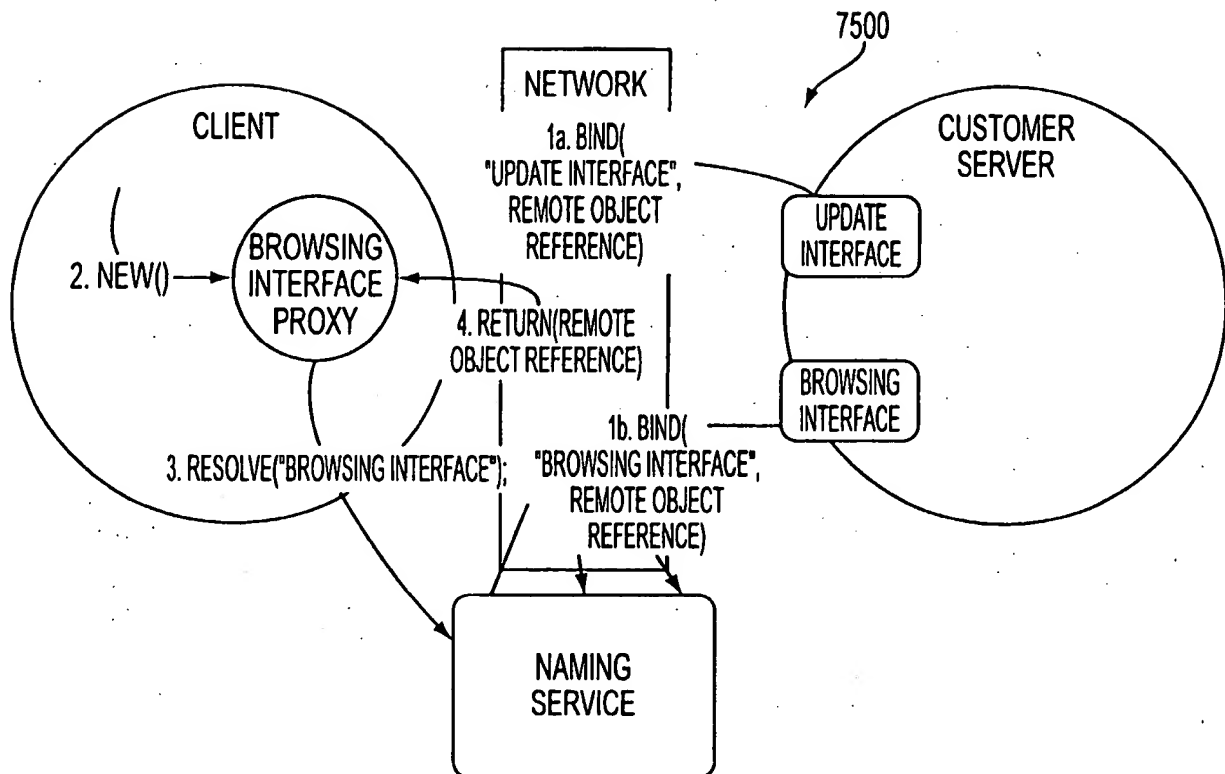 7500
NETWORK
CLIENT
CUSTOMER
SERVER
1a. BIND(
"UPDATE INTERFACE",
REMOTE OBJECT
REFERENCE)
UPDATE
INTERFACE
BROWSING
INTERFACE
PROXY
2. NEW()
4. RETURN(REMOTE
OBJECT REFERENCE)
BROWSING
INTERFACE
1b. BIND(
"BROWSING INTERFACE",
REMOTE OBJECT
REFERENCE)
3. RESOLVE("BROWSING INTERFACE");
NAMING
SERVICE